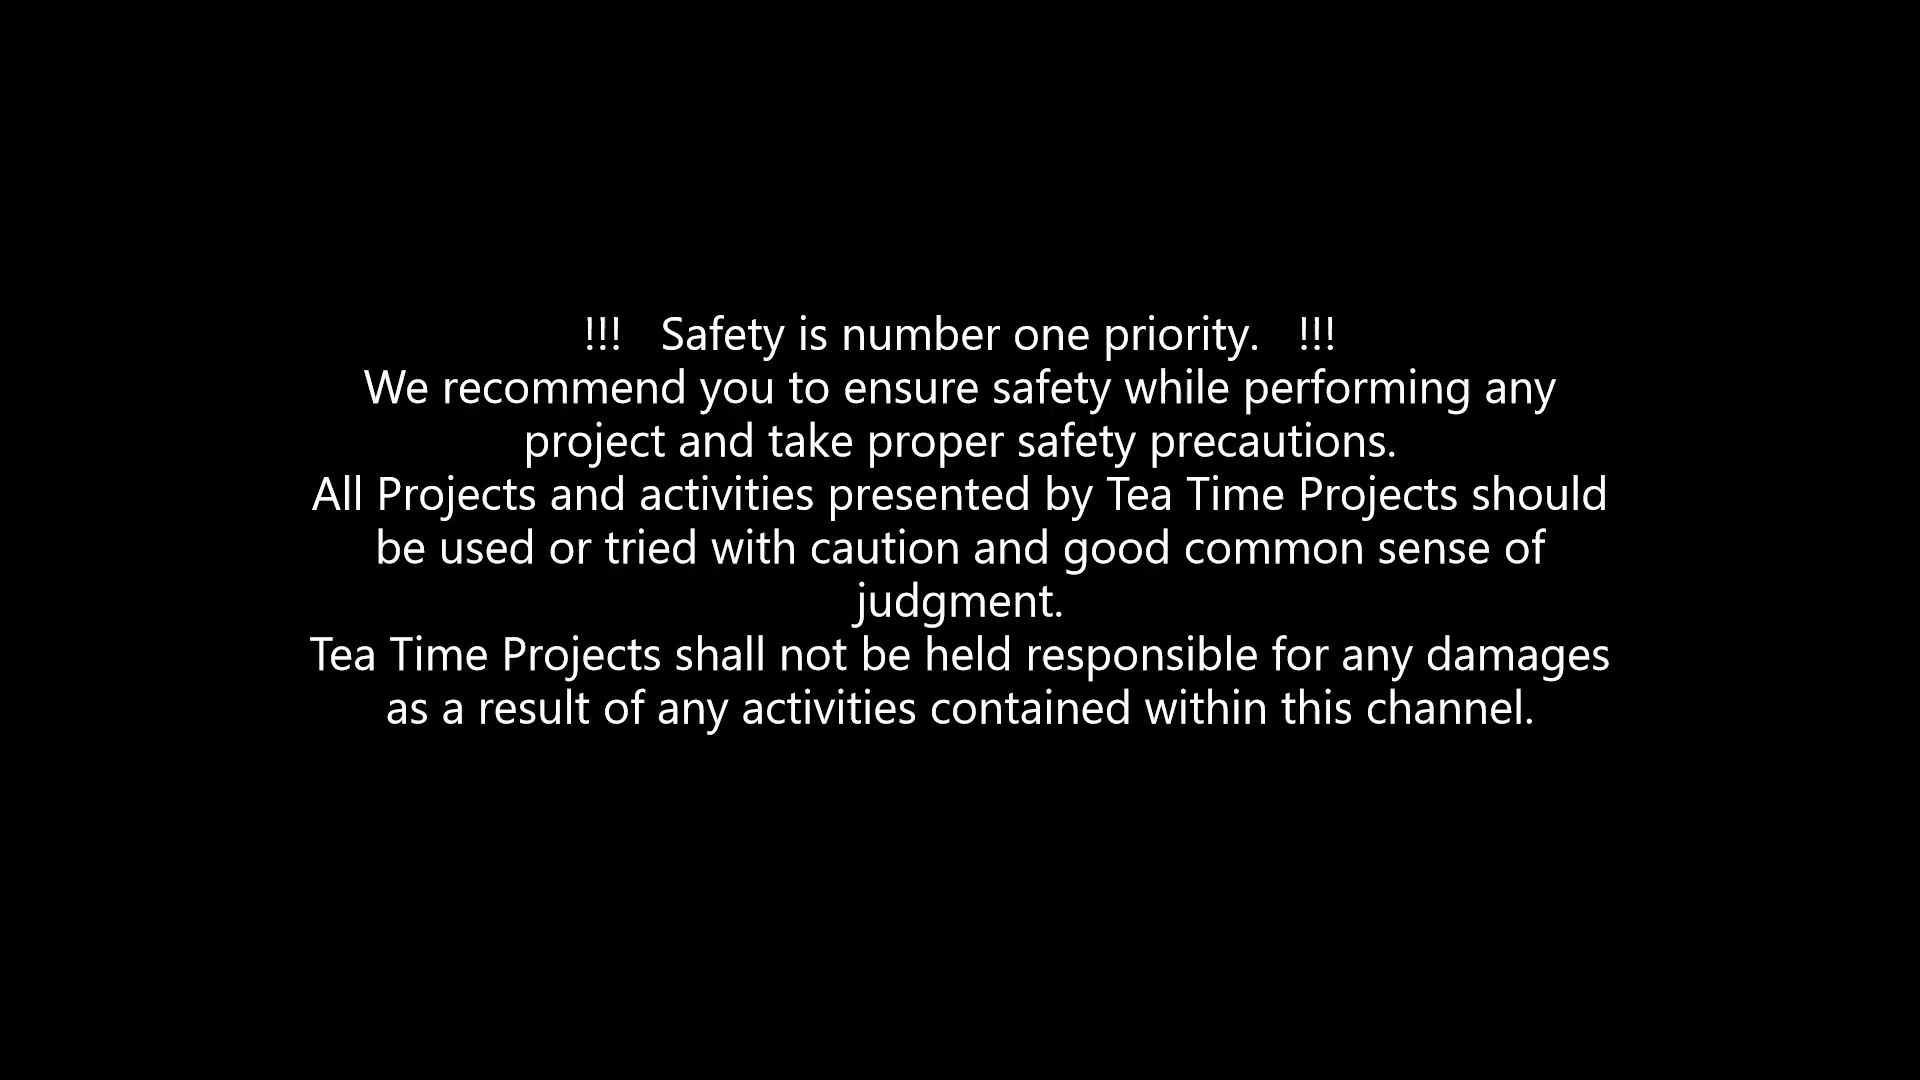 !!!   Safety is number one priority.   !!!
We recommend you to ensure safety while performing any
project and take proper safety precautions.
All Projects and activities presented by Tea Time Projects should
be used or tried with caution and good common sense of
judgment.
Tea Time Projects shall not be held responsible for any damages
as a result of any activities contained within this channel.